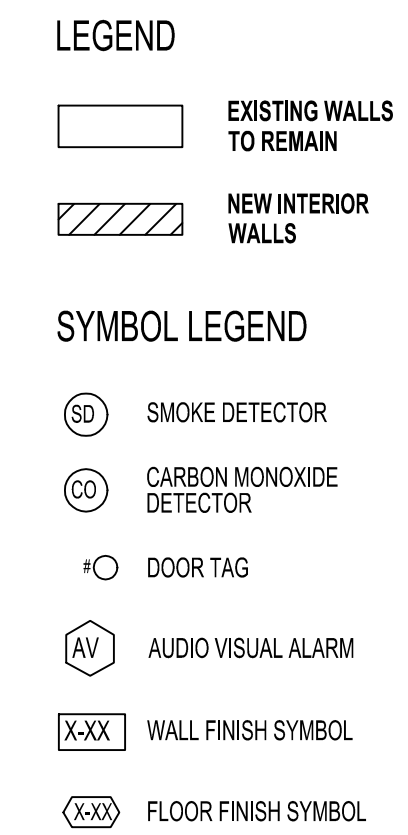 LEGEND
EXISTING WALLS
TO REMAIN
NEW INTERIOR
WALLS
SYMBOL LEGEND
SD SMOKE DETECTOR
CO CARBON MONOXIDE
DETECTOR
# DOOR TAG
AV AUDIO VISUAL ALARM
X-XX WALL FINISH SYMBOL
X-XX FLOOR FINISH SYMBOL